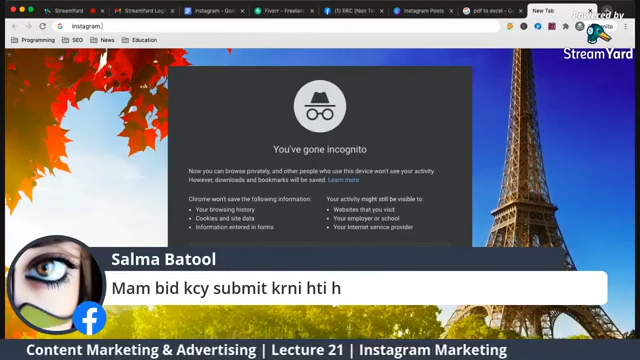 StreamYard
StreamYard Logi
instagram - Goo
Fiverr - Freelanc
(1) ERC (Non Te
Instagram Posts
pdf to excel - Go
New Tab
Powered by
StreamYard
instagram.
Programming
SEO
News
Education
You've gone incognito
Now you can browse privately, and other people who use this device won't see your activity.
However, downloads and bookmarks will be saved. Learn more
Chrome won't save the following information:
• Your browsing history
• Cookies and site data
• Information entered in forms
Your activity might still be visible to:
• Websites that you visit
• Your employer or school
• Your Internet service provider
Salma Batool
Mam bid kcy submit krni hti h
Content Marketing & Advertising | Lecture 21 | Instagram Marketing